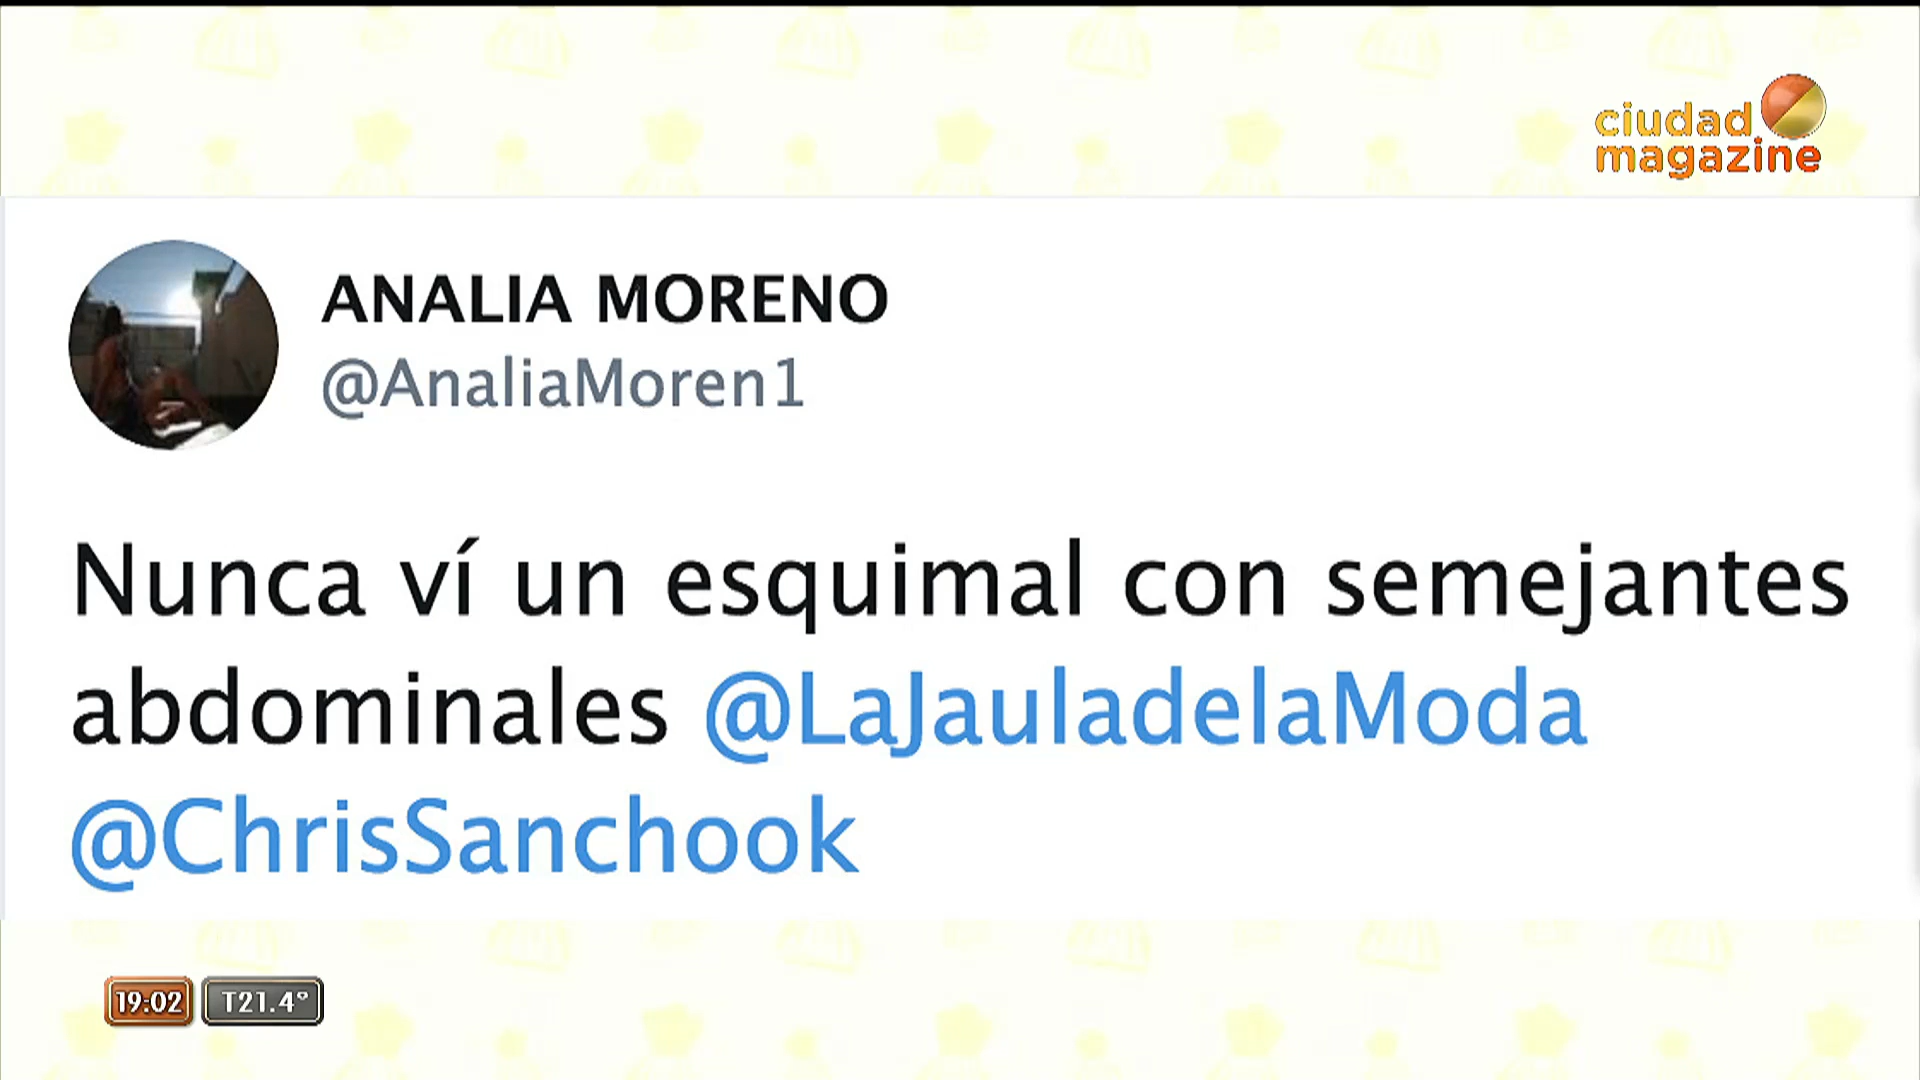 ciudad
magazine
ANALIA MORENO
@AnaliaMoren1
Nunca ví un esquimal con semejantes
abdominales @LaJauladelaModa
@ChrisSanchook
19:02 T21.4°